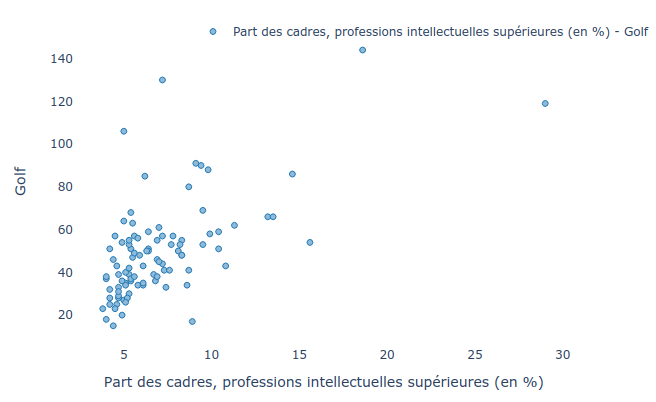 Part des cadres, professions intellectuelles supérieures (en %) - Golf
140
120
100
80
60
40
20
Golf
5 10 15 20 25 30
Part des cadres, professions intellectuelles supérieures (en %)